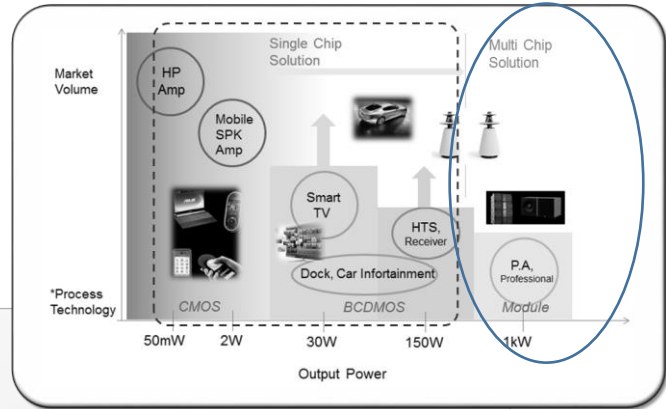 Single Chip
Solution
Multi Chip
Solution
Market
Volume
HP
Amp
Mobile
SPK
Amp
Smart
TV
HTS,
Receiver
Dock, Car Infortainment
P.A,
Professional
*Process
Technology
CMOS
BCDMOS
Module
50mW
2W
30W
150W
1kW
Output Power